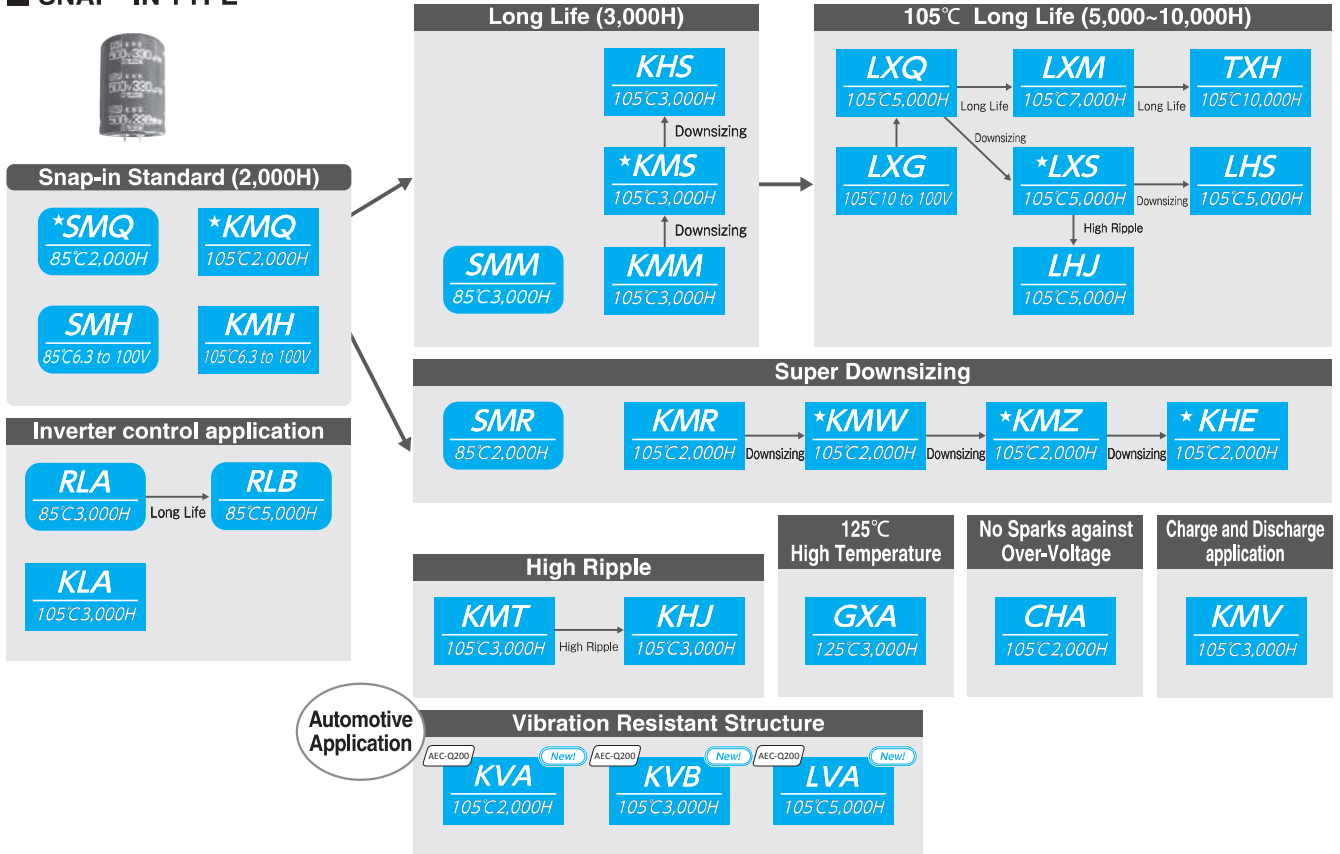 ■ SNAP-IN TYPE
500v330
500v330
500v330
Snap-in Standard (2,000H)
★SMQ
85℃2,000H
★KMQ
105℃2,000H
SMH
85℃6.3 to 100V
KMH
105℃6.3 to 100V
Inverter control application
RLA
85℃3,000H
Long Life
RLB
85℃5,000H
KLA
105℃3,000H
Long Life (3,000H)
KHS
105℃3,000H
Downsizing
★KMS
105℃3,000H
Downsizing
SMM
85℃3,000H
KMM
105℃3,000H
105℃ Long Life (5,000~10,000H)
LXQ
105℃5,000H
Long Life
LXM
105℃7,000H
Long Life
TXH
105℃10,000H
Downsizing
LXG
105℃10 to 100V
★LXS
105℃5,000H
Downsizing
LHS
105℃5,000H
High Ripple
LHJ
105℃5,000H
Super Downsizing
SMR
85℃2,000H
KMR
105℃2,000H
Downsizing
★KMW
105℃2,000H
Downsizing
★KMZ
105℃2,000H
Downsizing
★KHE
105℃2,000H
High Ripple
KMT
105℃3,000H
High Ripple
KHJ
105℃3,000H
125℃
High Temperature
GXA
125℃3,000H
No Sparks against
Over-Voltage
CHA
105℃2,000H
Charge and Discharge
application
KMV
105℃3,000H
Automotive
Application
Vibration Resistant Structure
AEC-Q200
New!
KVA
105℃2,000H
AEC-Q200
New!
KVB
105℃3,000H
AEC-Q200
New!
LVA
105℃5,000H